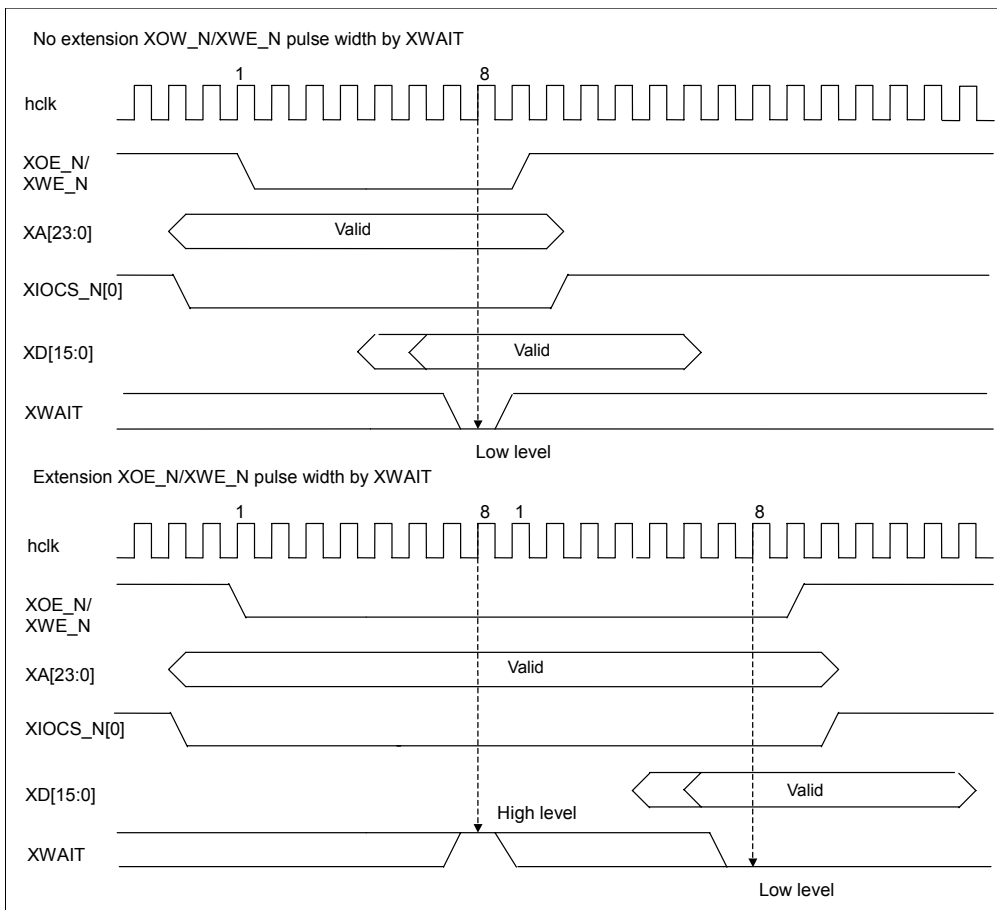 No extension XOW_N/XWE_N pulse width by XWAIT
1 8
hclk
XOE_N/
XWE_N
XA[23:0] Valid
XIOCS_N[0]
XD[15:0] Valid
XWAIT
Low level
Extension XOE_N/XWE_N pulse width by XWAIT
1 8 1 8
hclk
XOE_N/
XWE_N
XA[23:0] Valid
XIOCS_N[0]
XD[15:0] Valid
High level
XWAIT
Low level